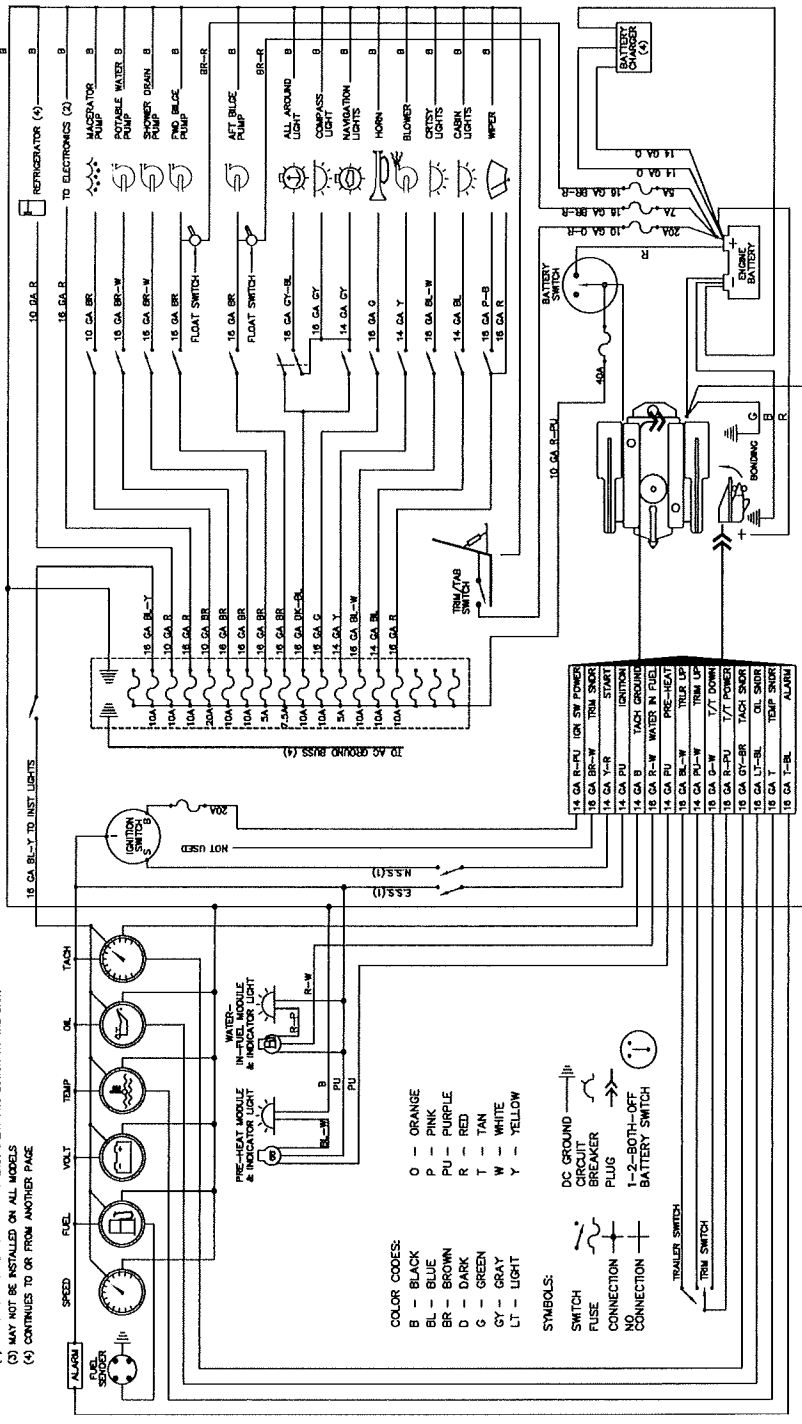 (3) MAY NOT BE INSTALLED ON ALL MODELS
(4) CONTINUES TO OR FROM ANOTHER PAGE
ALARM
FUEL SENDER
SPEED
FUEL
VOLT
TEMP
OIL
TACH
16 GA BL-Y TO INST LIGHTS
IGNITION SWITCH
S
B
I
20A
NOT USED
N.S.S.(1)
E.S.S.(1)
PRE-HEAT MODULE
& INDICATOR LIGHT
BL-W
WATER-
IN-FUEL MODULE
& INDICATOR LIGHT
R-P
R-W
B
PU
PU
COLOR CODES:
B - BLACK
BL - BLUE
BR - BROWN
D - DARK
G - GREEN
GY - GRAY
LT - LIGHT
O - ORANGE
P - PINK
PU - PURPLE
R - RED
T - TAN
W - WHITE
Y - YELLOW
SYMBOLS:
SWITCH
FUSE
CONNECTION
NO CONNECTION
DC GROUND
CIRCUIT BREAKER
PLUG
1-2-BOTH-OFF
BATTERY SWITCH
TRAILER SWITCH
TRIM SWITCH
14 GA R-PU IGN SW POWER
16 GA BR-W TRIM SNDR
14 GA Y-R START
14 GA PU IGNITION
14 GA B TACH GROUND
16 GA R-W WATER IN FUEL
14 GA PU PRE-HEAT
16 GA BL-W TRLR UP
14 GA PU-W TRIM UP
16 GA G-W T/T DOWN
16 GA R-PU T/T POWER
16 GA GY-BR TACH SNDR
16 GA LT-BL OIL SNDR
16 GA T TEMP SNDR
16 GA T-BL ALARM
TO AC GROUND BUSS (4)
10A
10A
10A
20A
10A
10A
5A
7.5A
10A
10A
5A
10A
10A
10A
16 GA BL-Y
10 GA R
16 GA R
10 GA BR
16 GA BR
16 GA BR
16 GA BR
16 GA BR
16 GA DK-BL
16 GA G
14 GA Y
16 GA BL-W
14 GA BL
16 GA R
10 GA R
REFRIGERATOR (4)
B
16 GA R
TO ELECTRONICS (2)
B
10 GA BR
MACERATOR PUMP
B
16 GA BR-W
POTABLE WATER PUMP
B
16 GA BR-W
SHOWER DRAIN PUMP
B
16 GA BR
FWD BILGE PUMP
B
FLOAT SWITCH
BR-R
16 GA BR
AFT BILGE PUMP
B
FLOAT SWITCH
BR-R
16 GA GY-BL
ALL AROUND LIGHT
B
16 GA GY
COMPASS LIGHT
B
14 GA GY
NAVIGATION LIGHTS
B
16 GA G
HORN
B
14 GA Y
BLOWER
B
16 GA BL-W
CRTSY LIGHTS
B
14 GA BL
CABIN LIGHTS
B
16 GA P-B
16 GA R
WIPER
B
TRIM/TAB SWITCH
10 GA R-PU
40A
BATTERY SWITCH
R
20A
10 GA O-R
7A
16 GA BR-R
5A
16 GA BR-R
14 GA O
14 GA O
BATTERY CHARGER (4)
ENGINE BATTERY
+
-
G
B
R
BONDING
+
B